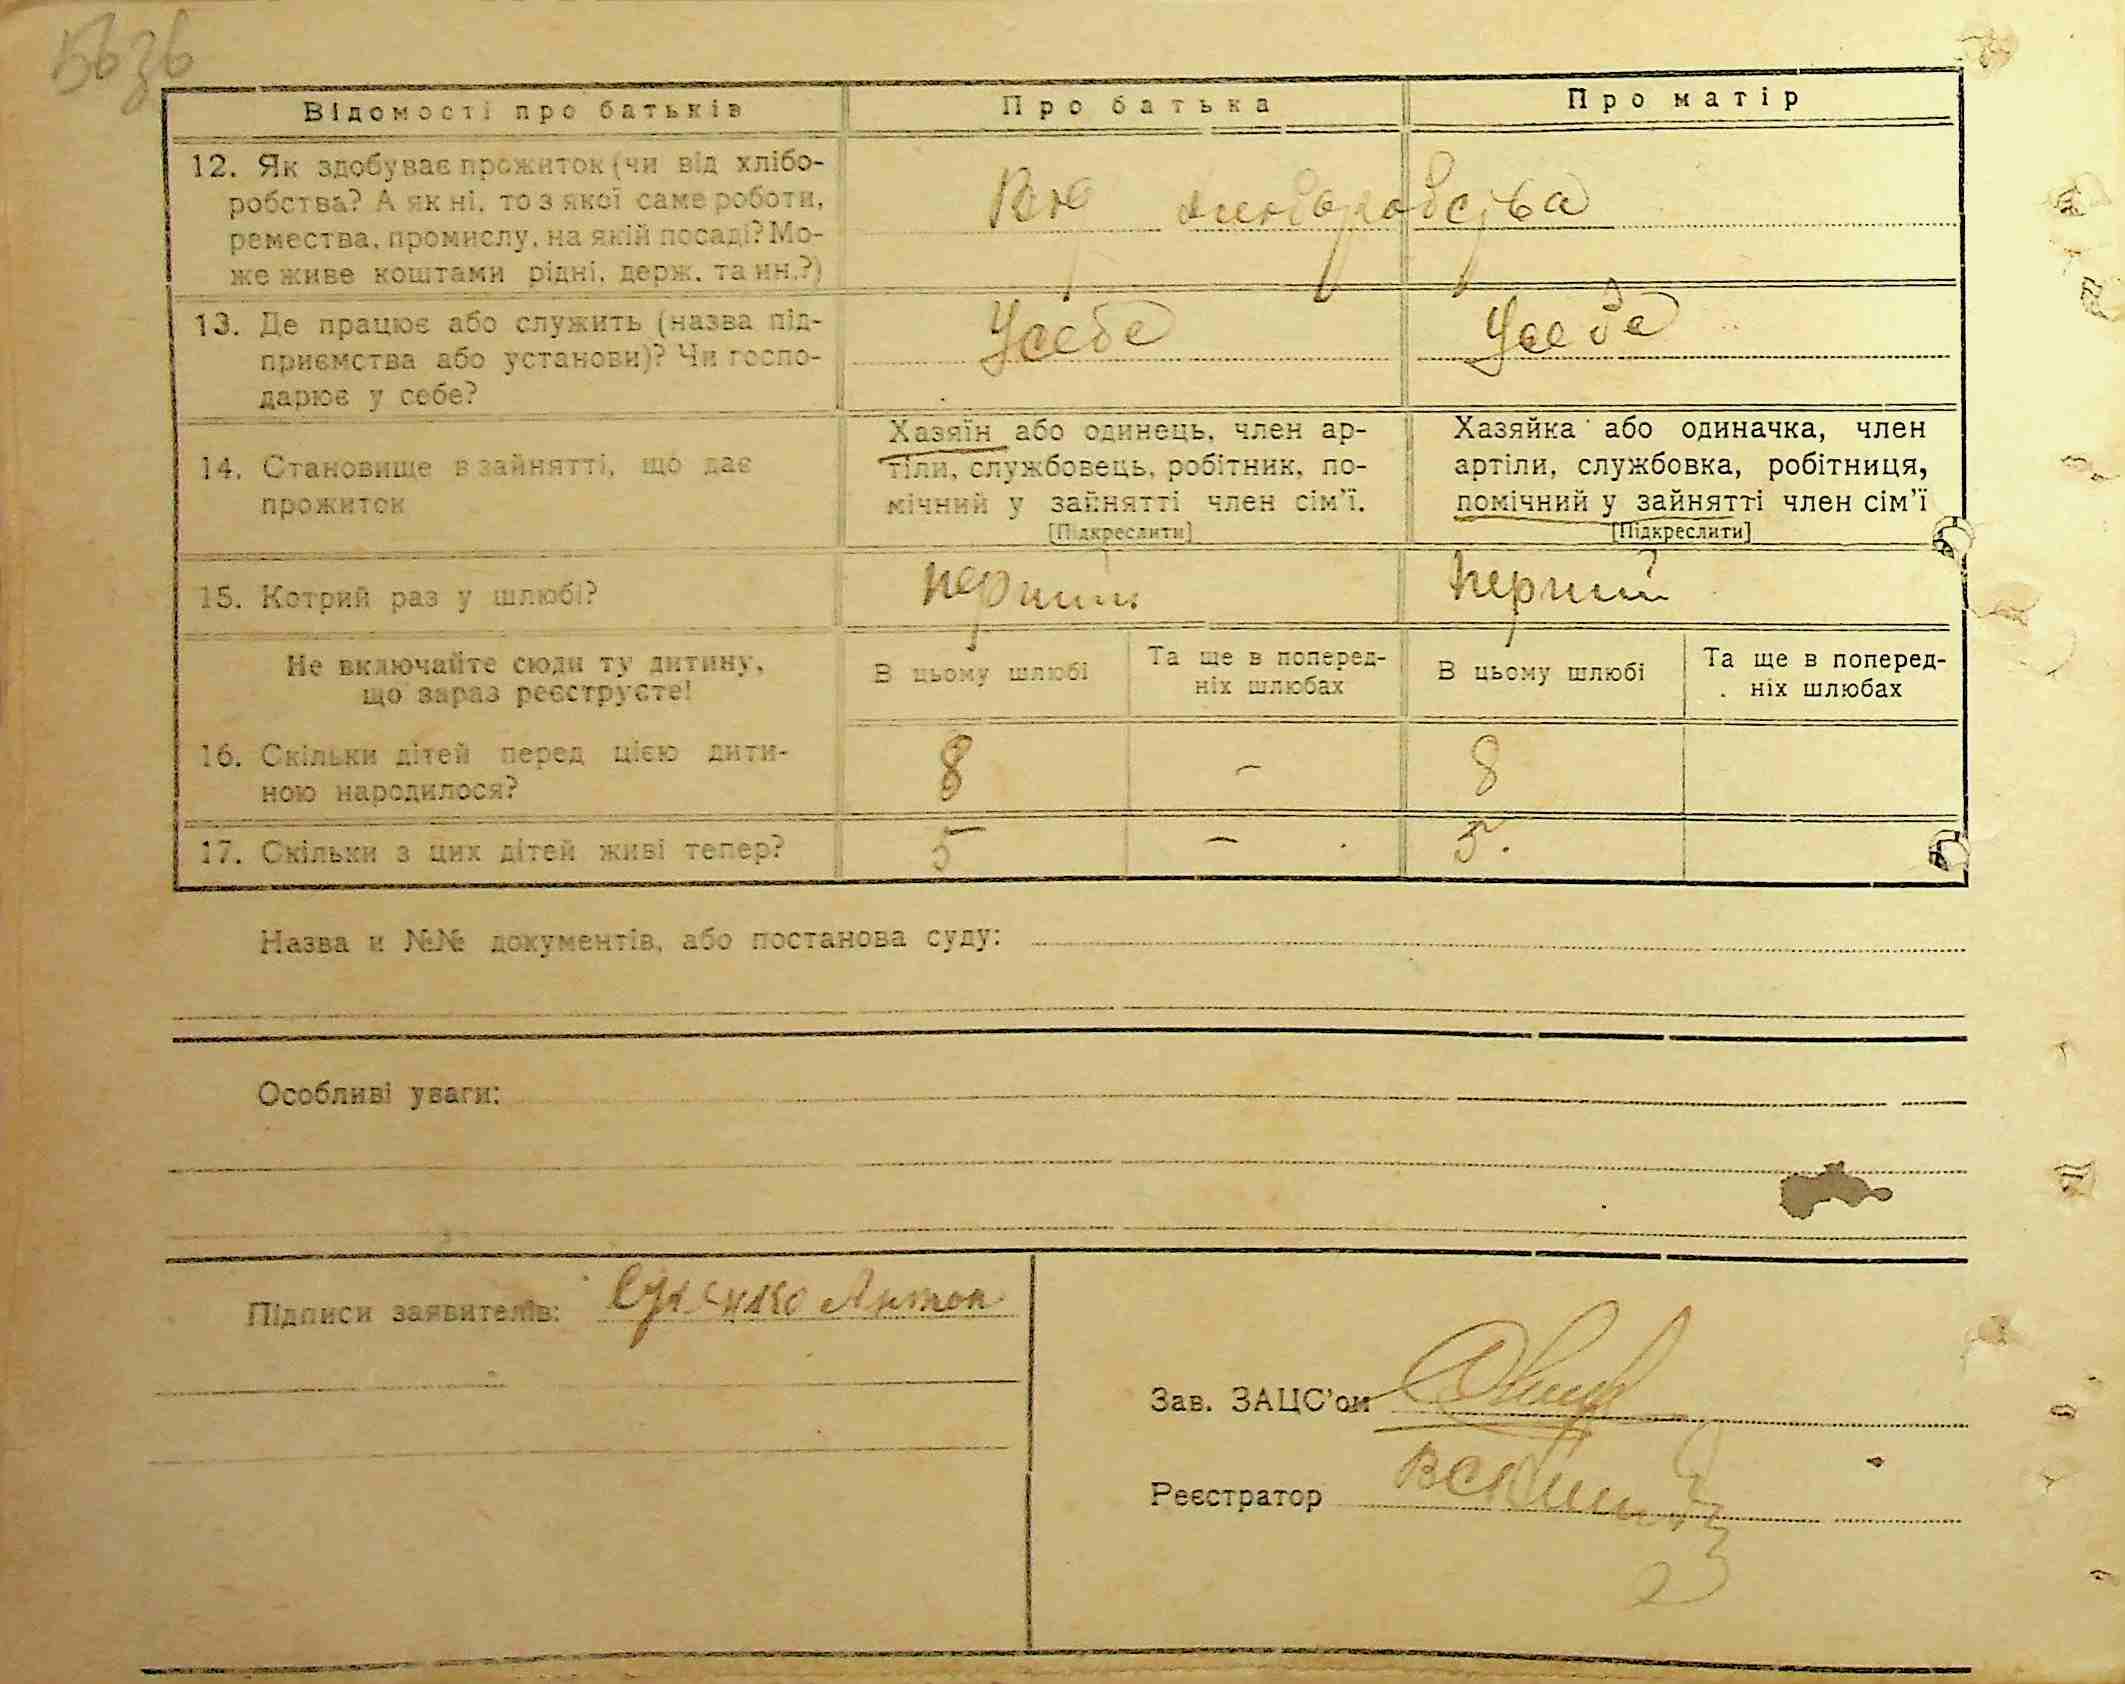 Відомості про батьків
Про батька
Про матір
12. Як здобуває прожиток (чи від хлібо-
робства? А як ні, то з якої саме роботи,
ремества, промислу, на якій посаді? Мо-
же живе коштами рідні, держ. та ин.?)
Від хліборобства
13. Де працює або служить (назва під-
приємства або установи)? Чи госпо-
дарює у себе?
У себе
У себе
14. Становище в зайнятті, що дає
прожиток
Хазяїн або одинець, член ар-
тіли, службовець, робітник, по-
мічний у зайнятті член сім'ї.
[Підкреслити]
Хазяйка або одиначка, член
артіли, службовка, робітниця,
помічний у зайнятті член сім'ї
[Підкреслити]
15. Котрий раз у шлюбі?
перший
перший
Не включайте сюди ту дитину,
що зараз реєструєте!
В цьому шлюбі
Та ще в поперед-
ніх шлюбах
В цьому шлюбі
Та ще в поперед-
ніх шлюбах
16. Скільки дітей перед цією дити-
ною народилося?
8
-
8
17. Скільки з цих дітей живі тепер?
5
-
5.
Назва и №№ документів, або постанова суду:
Особливі уваги:
Підписи заявителів:
Антон
Зав. ЗАЦС'ом
Реєстратор